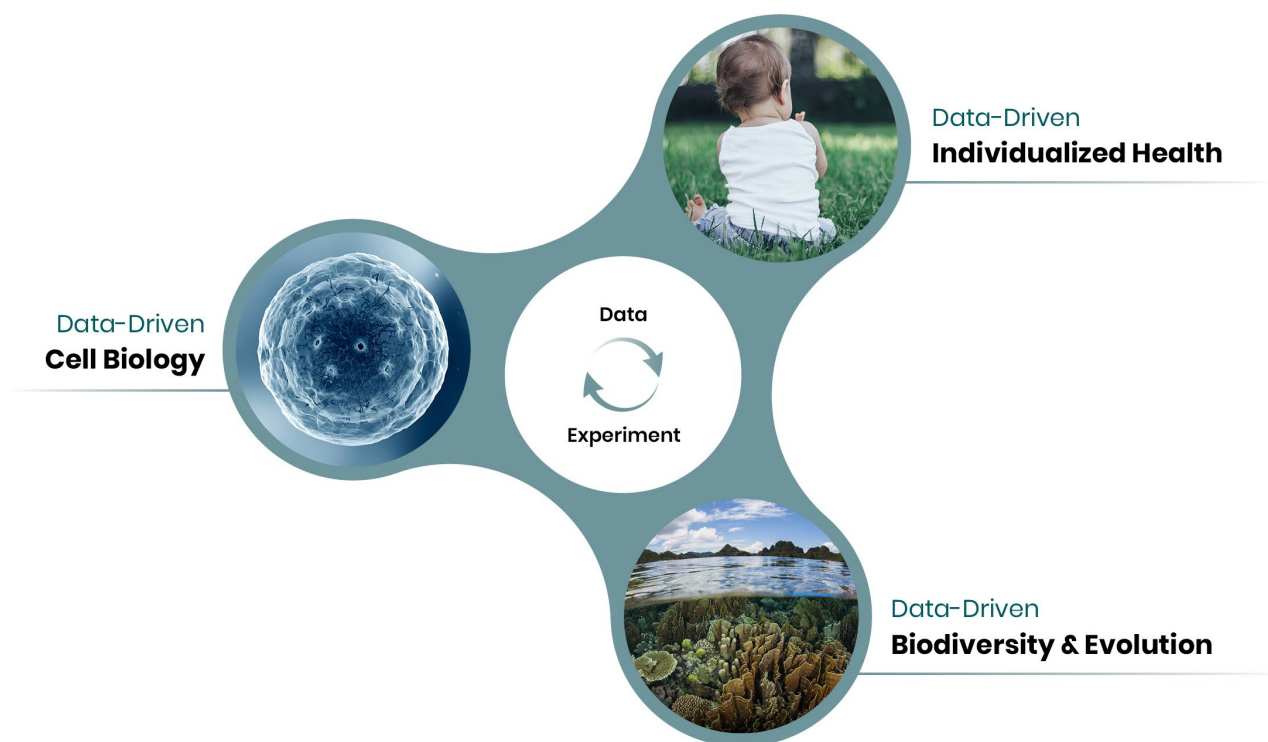 Data-Driven
Individualized Health
Data
Experiment
Data-Driven
Cell Biology
Data-Driven
Biodiversity & Evolution